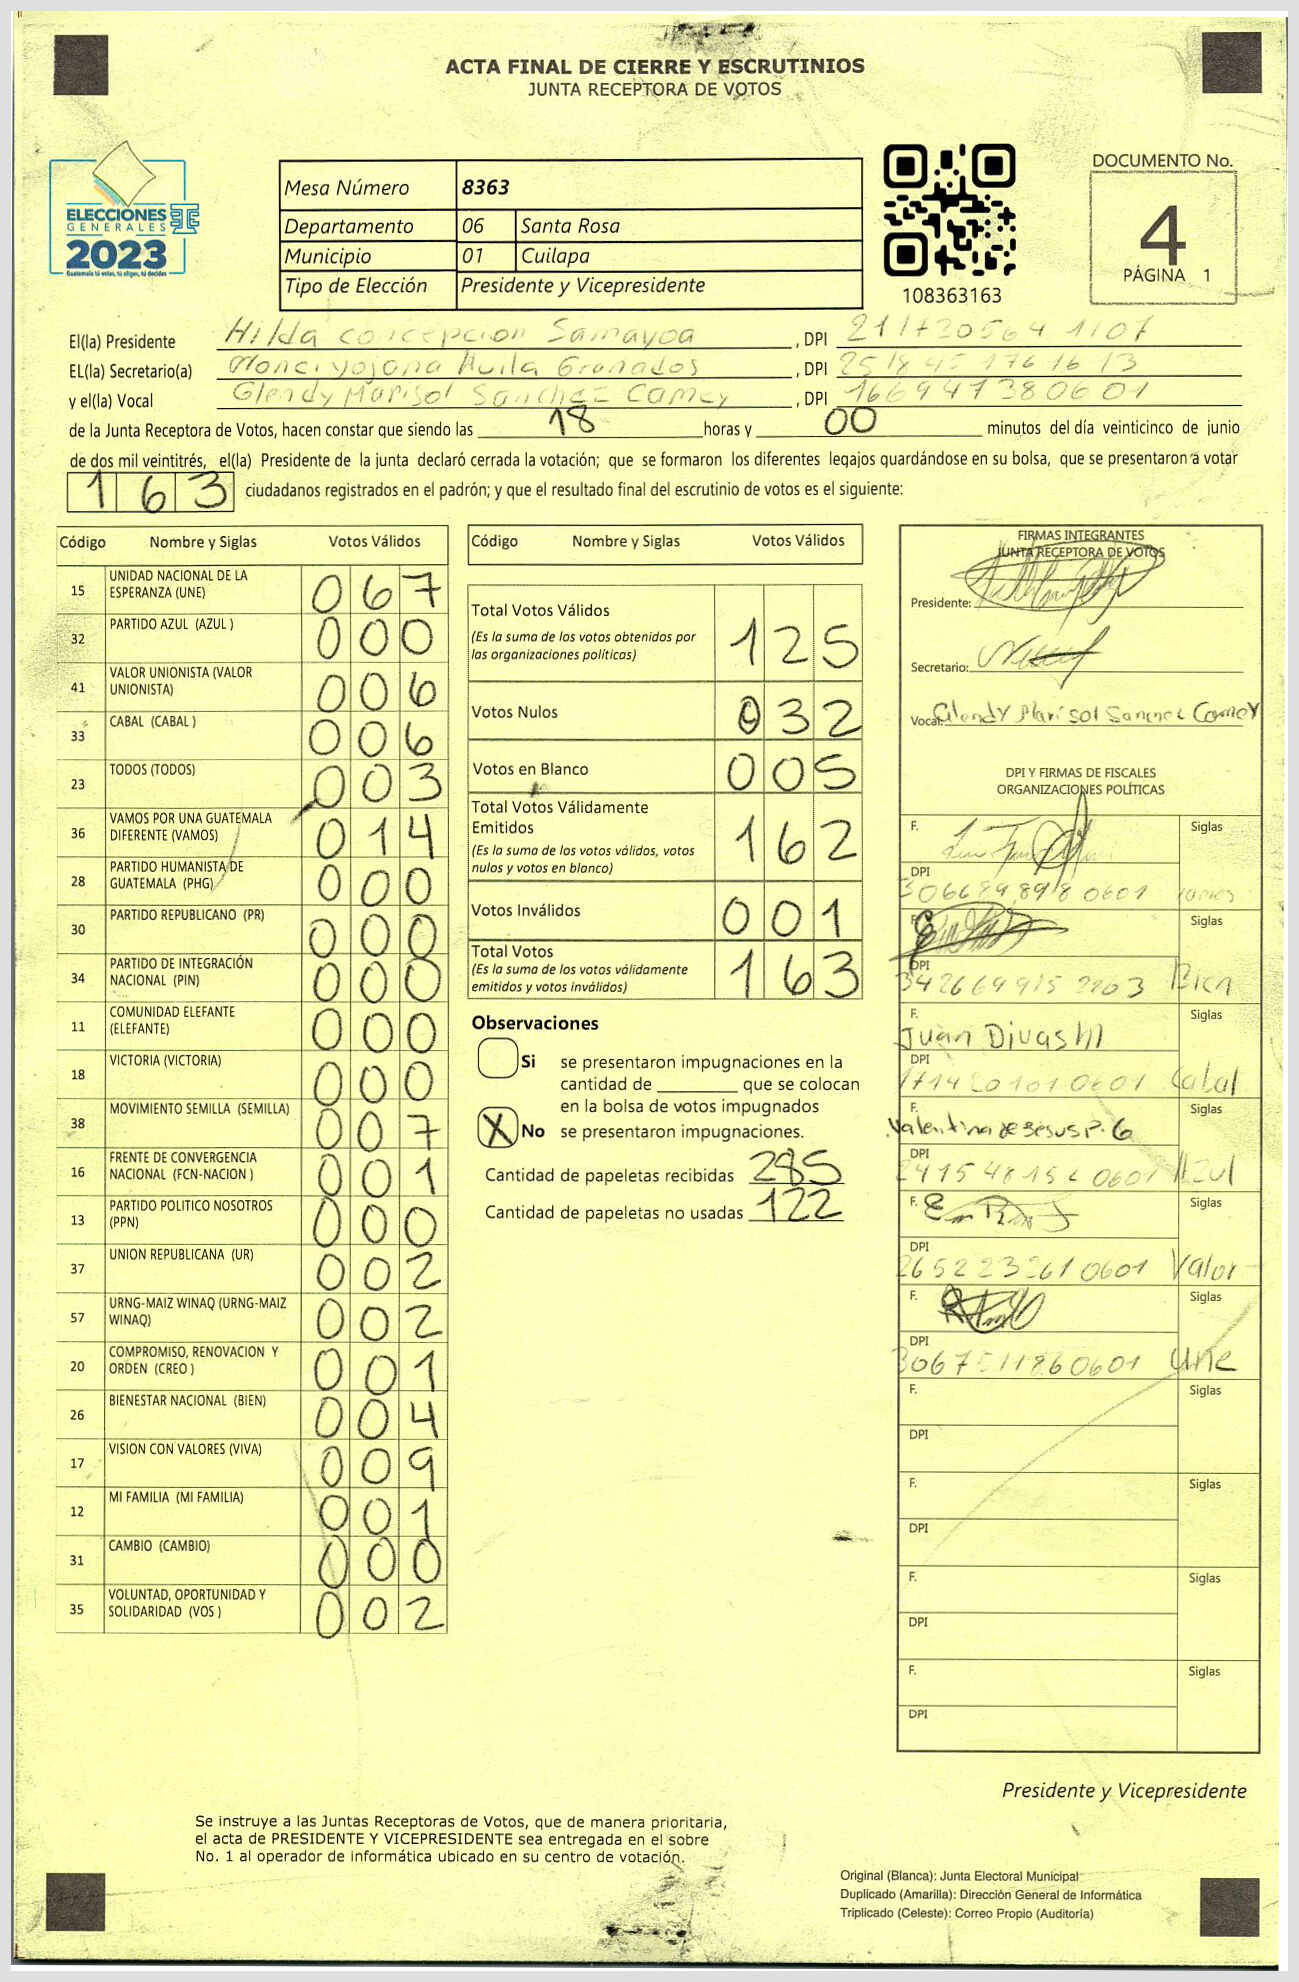 ACTA FINAL DE CIERRE Y ESCRUTINIOS
JUNTA RECEPTORA DE VOTOS
ELECCIONES
GENERALES
2023
Guatemala tú votas, tú eliges, tú decides
Mesa Número 8363
Departamento 06 Santa Rosa
Municipio 01 Cuilapa
Tipo de Elección Presidente y Vicepresidente
108363163
DOCUMENTO No.
4
PÁGINA 1
El(la) Presidente Hilda concepcion Samayoa , DPI
EL(la) Secretario(a) Avila Granados , DPI
y el(la) Vocal Glendy Marisol Sanchez Camey , DPI 1669471380601
de la Junta Receptora de Votos, hacen constar que siendo las 18 horas y 00 minutos del día veinticinco de junio
de dos mil veintitrés, el(la) Presidente de la junta declaró cerrada la votación; que se formaron los diferentes legajos guardándose en su bolsa, que se presentaron a votar
163 ciudadanos registrados en el padrón; y que el resultado final del escrutinio de votos es el siguiente:
Código Nombre y Siglas Votos Válidos
15 UNIDAD NACIONAL DE LA ESPERANZA (UNE) 067
32 PARTIDO AZUL (AZUL ) 000
41 VALOR UNIONISTA (VALOR UNIONISTA) 006
33 CABAL (CABAL ) 006
23 TODOS (TODOS) 003
36 VAMOS POR UNA GUATEMALA DIFERENTE (VAMOS) 014
28 PARTIDO HUMANISTA DE GUATEMALA (PHG) 000
30 PARTIDO REPUBLICANO (PR) 000
34 PARTIDO DE INTEGRACIÓN NACIONAL (PIN) 000
11 COMUNIDAD ELEFANTE (ELEFANTE) 000
18 VICTORIA (VICTORIA) 000
38 MOVIMIENTO SEMILLA (SEMILLA) 007
16 FRENTE DE CONVERGENCIA NACIONAL (FCN-NACION ) 001
13 PARTIDO POLITICO NOSOTROS (PPN) 000
37 UNION REPUBLICANA (UR) 002
57 URNG-MAIZ WINAQ (URNG-MAIZ WINAQ) 002
20 COMPROMISO, RENOVACION Y ORDEN (CREO ) 001
26 BIENESTAR NACIONAL (BIEN) 004
17 VISION CON VALORES (VIVA) 009
12 MI FAMILIA (MI FAMILIA) 001
31 CAMBIO (CAMBIO) 000
35 VOLUNTAD, OPORTUNIDAD Y SOLIDARIDAD (VOS ) 002
Código Nombre y Siglas Votos Válidos
Total Votos Válidos 125
(Es la suma de los votos obtenidos por
las organizaciones políticas)
Votos Nulos 032
Votos en Blanco 005
Total Votos Válidamente
Emitidos 162
(Es la suma de los votos válidos, votos
nulos y votos en blanco)
Votos Inválidos 001
Total Votos 163
(Es la suma de los votos válidamente
emitidos y votos inválidos)
Observaciones
Si se presentaron impugnaciones en la
cantidad de ________ que se colocan
en la bolsa de votos impugnados
X No se presentaron impugnaciones.
Cantidad de papeletas recibidas 285
Cantidad de papeletas no usadas 122
FIRMAS INTEGRANTES
JUNTA RECEPTORA DE VOTOS
Presidente:
Secretario:
Vocal: Glendy Marisol Sanchez Camey
DPI Y FIRMAS DE FISCALES
ORGANIZACIONES POLÍTICAS
F. Siglas
DPI
F. Siglas
DPI Bien
F. Juan Divas M Siglas
DPI Cabal
F. Valentina de Jesus P. G Siglas
DPI Azul
F. Siglas
DPI 2652232610601 Valor
F. Siglas
DPI 3067511860601 Une
F. Siglas
DPI
F. Siglas
DPI
F. Siglas
DPI
F. Siglas
DPI
Presidente y Vicepresidente
Se instruye a las Juntas Receptoras de Votos, que de manera prioritaria,
el acta de PRESIDENTE Y VICEPRESIDENTE sea entregada en el sobre
No. 1 al operador de informática ubicado en su centro de votación.
Original (Blanca): Junta Electoral Municipal
Duplicado (Amarilla): Dirección General de Informática
Triplicado (Celeste): Correo Propio (Auditoría)